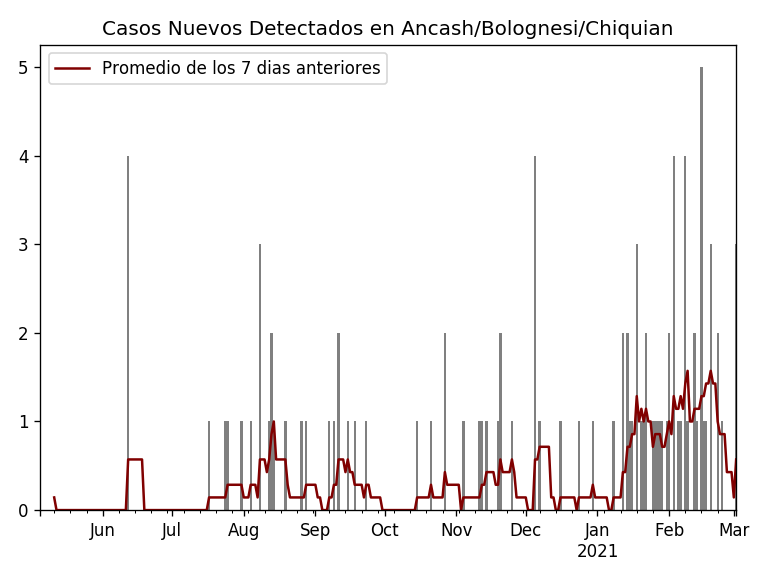 Casos Nuevos Detectados en Ancash/Bolognesi/Chiquian
Promedio de los 7 dias anteriores
5
4
3
2
1
0
Jun Jul Aug Sep Oct Nov Dec Jan Feb Mar
2021